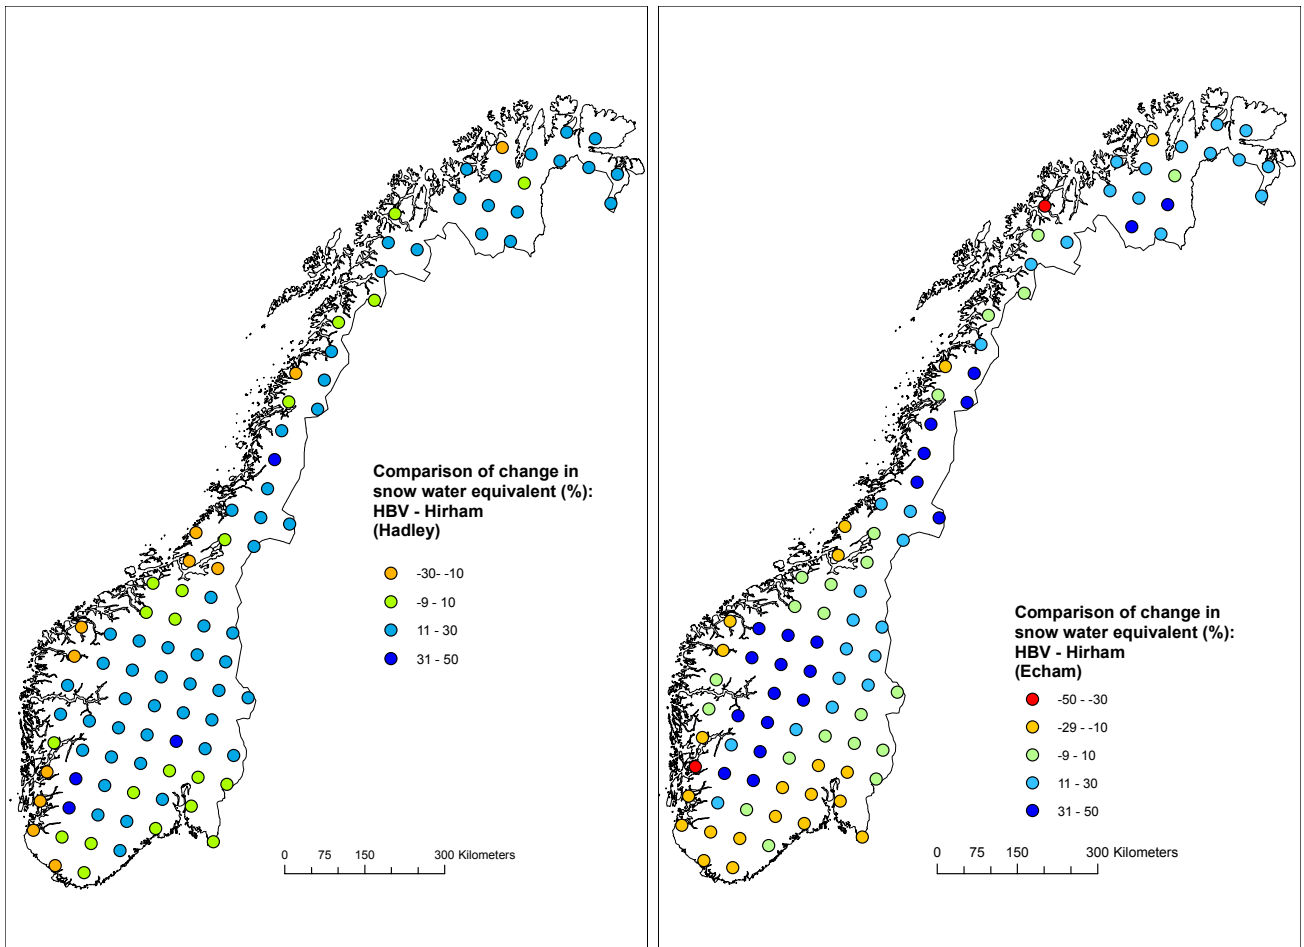 Comparison of change in
snow water equivalent (%):
HBV - Hirham
(Hadley)
-30- -10
-9 - 10
11 - 30
31 - 50
0 75 150 300 Kilometers
Comparison of change in
snow water equivalent (%):
HBV - Hirham
(Echam)
-50 - -30
-29 - -10
-9 - 10
11 - 30
31 - 50
0 75 150 300 Kilometers